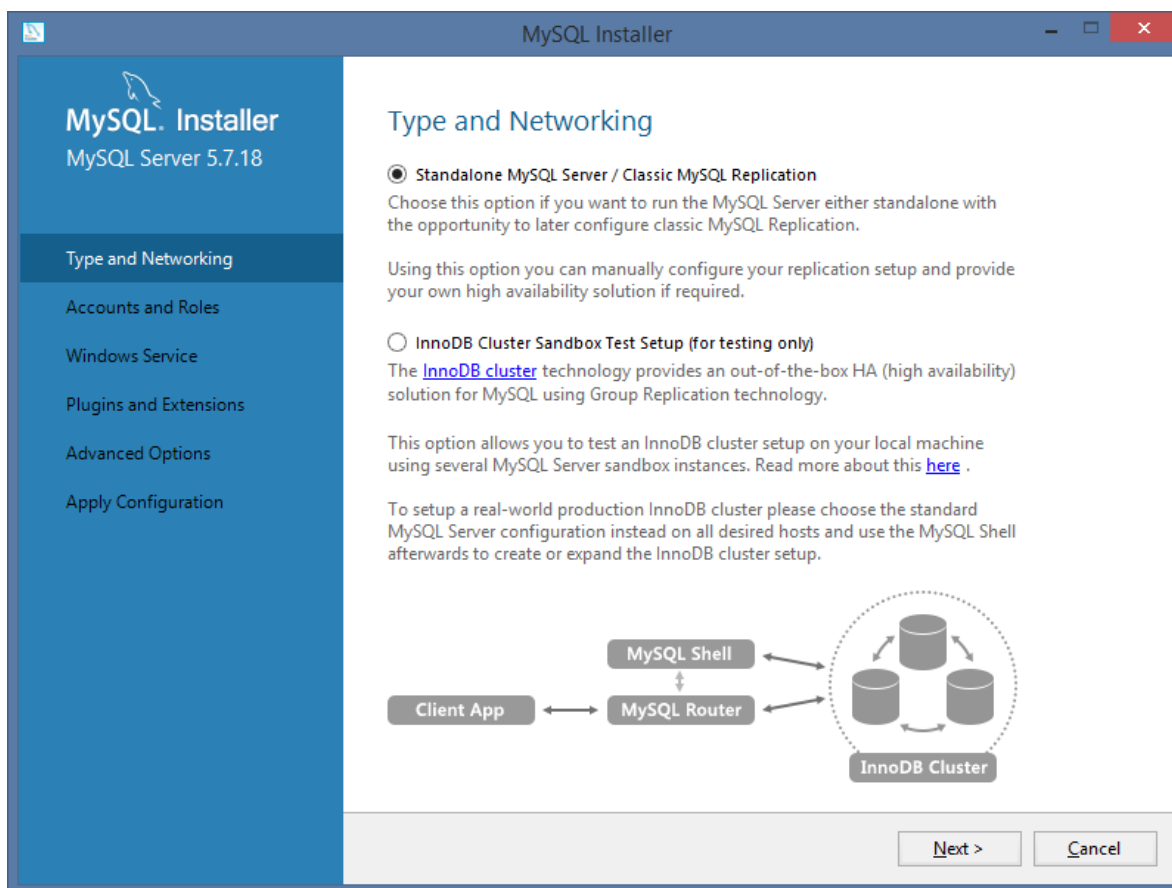 MySQL Installer
MySQL. Installer
MySQL Server 5.7.18
Type and Networking
Accounts and Roles
Windows Service
Plugins and Extensions
Advanced Options
Apply Configuration
Type and Networking
Standalone MySQL Server / Classic MySQL Replication
Choose this option if you want to run the MySQL Server either standalone with
the opportunity to later configure classic MySQL Replication.
Using this option you can manually configure your replication setup and provide
your own high availability solution if required.
InnoDB Cluster Sandbox Test Setup (for testing only)
The InnoDB cluster technology provides an out-of-the-box HA (high availability)
solution for MySQL using Group Replication technology.
This option allows you to test an InnoDB cluster setup on your local machine
using several MySQL Server sandbox instances. Read more about this here .
To setup a real-world production InnoDB cluster please choose the standard
MySQL Server configuration instead on all desired hosts and use the MySQL Shell
afterwards to create or expand the InnoDB cluster setup.
MySQL Shell
Client App
MySQL Router
InnoDB Cluster
Next >
Cancel